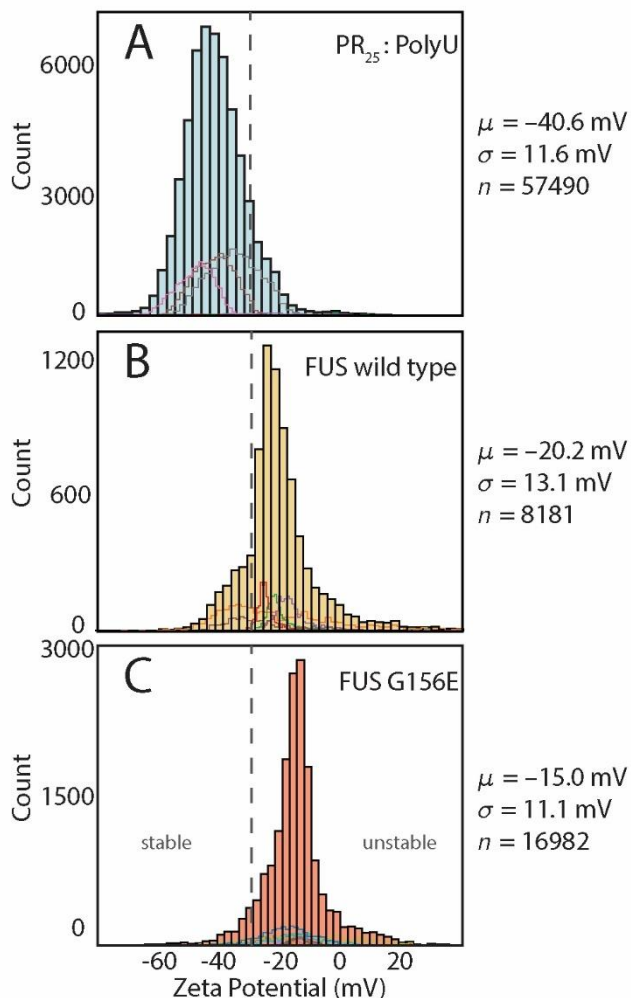 A
PR25: PolyU
6000
3000
0
Count
μ = –40.6 mV
σ = 11.6 mV
n = 57490
B
FUS wild type
1200
600
0
Count
μ = –20.2 mV
σ = 13.1 mV
n = 8181
C
FUS G156E
3000
1500
0
Count
stable
unstable
μ = –15.0 mV
σ = 11.1 mV
n = 16982
-60 -40 -20 0 20
Zeta Potential (mV)